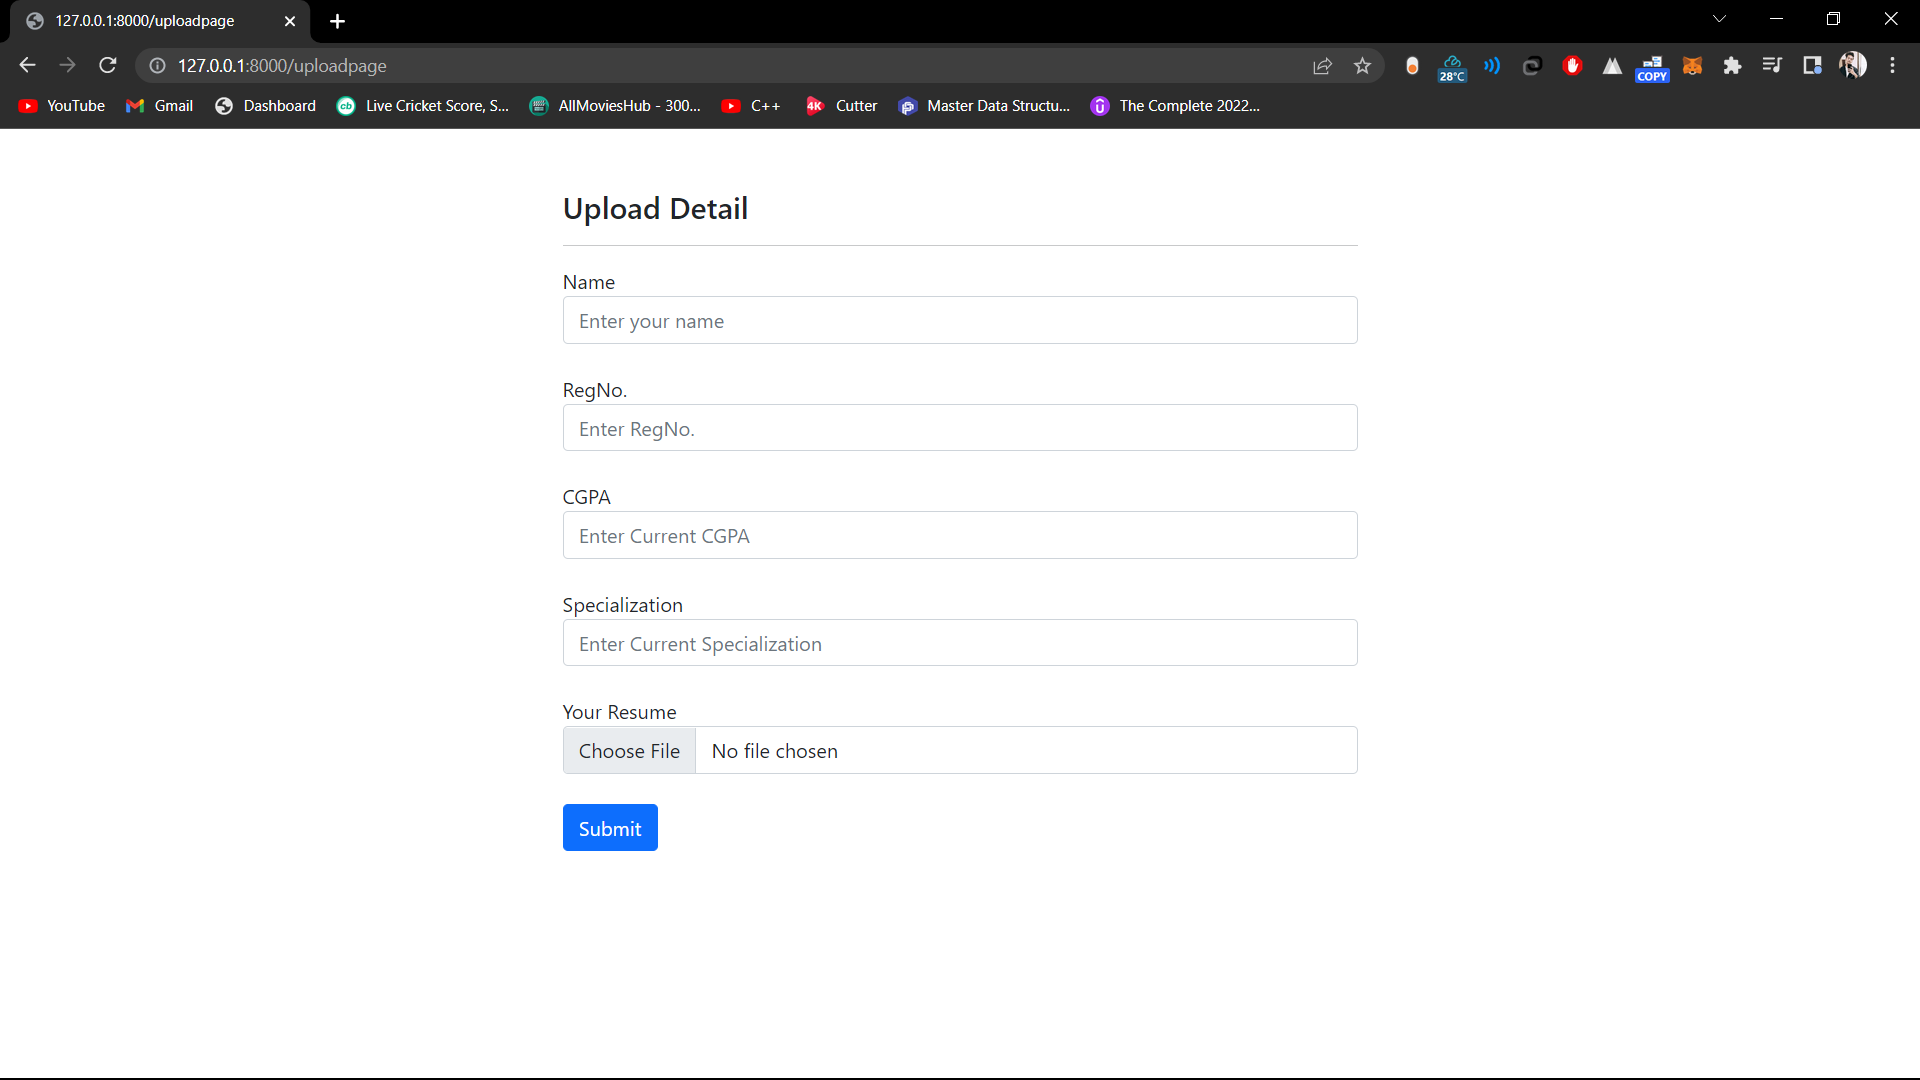 127.0.0.1:8000/uploadpage
127.0.0.1:8000/uploadpage
28°C
COPY
YouTube
Gmail
Dashboard
cb
Live Cricket Score, S...
AllMoviesHub - 300...
C++
4K
Cutter
Master Data Structu...
The Complete 2022...
Upload Detail
Name
Enter your name
RegNo.
Enter RegNo.
CGPA
Enter Current CGPA
Specialization
Enter Current Specialization
Your Resume
Choose File No file chosen
Submit